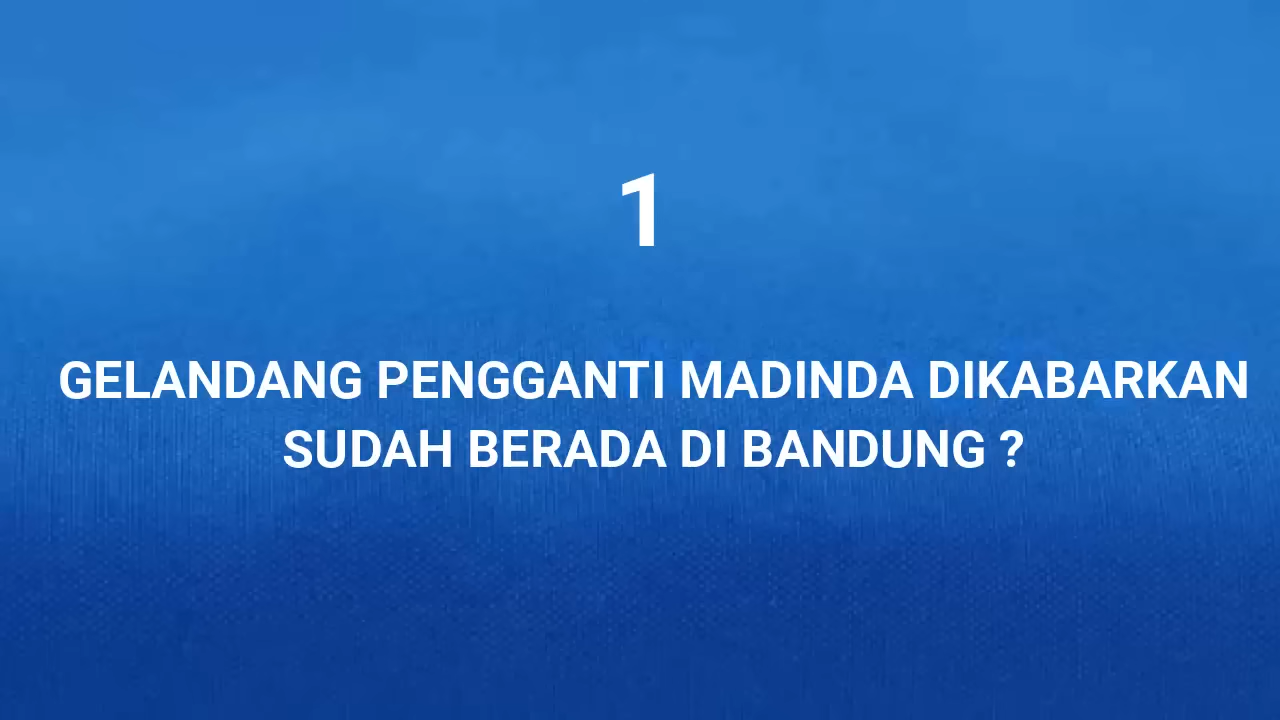 1
GELANDANG PENGGANTI MADINDA DIKABARKAN
SUDAH BERADA DI BANDUNG ?